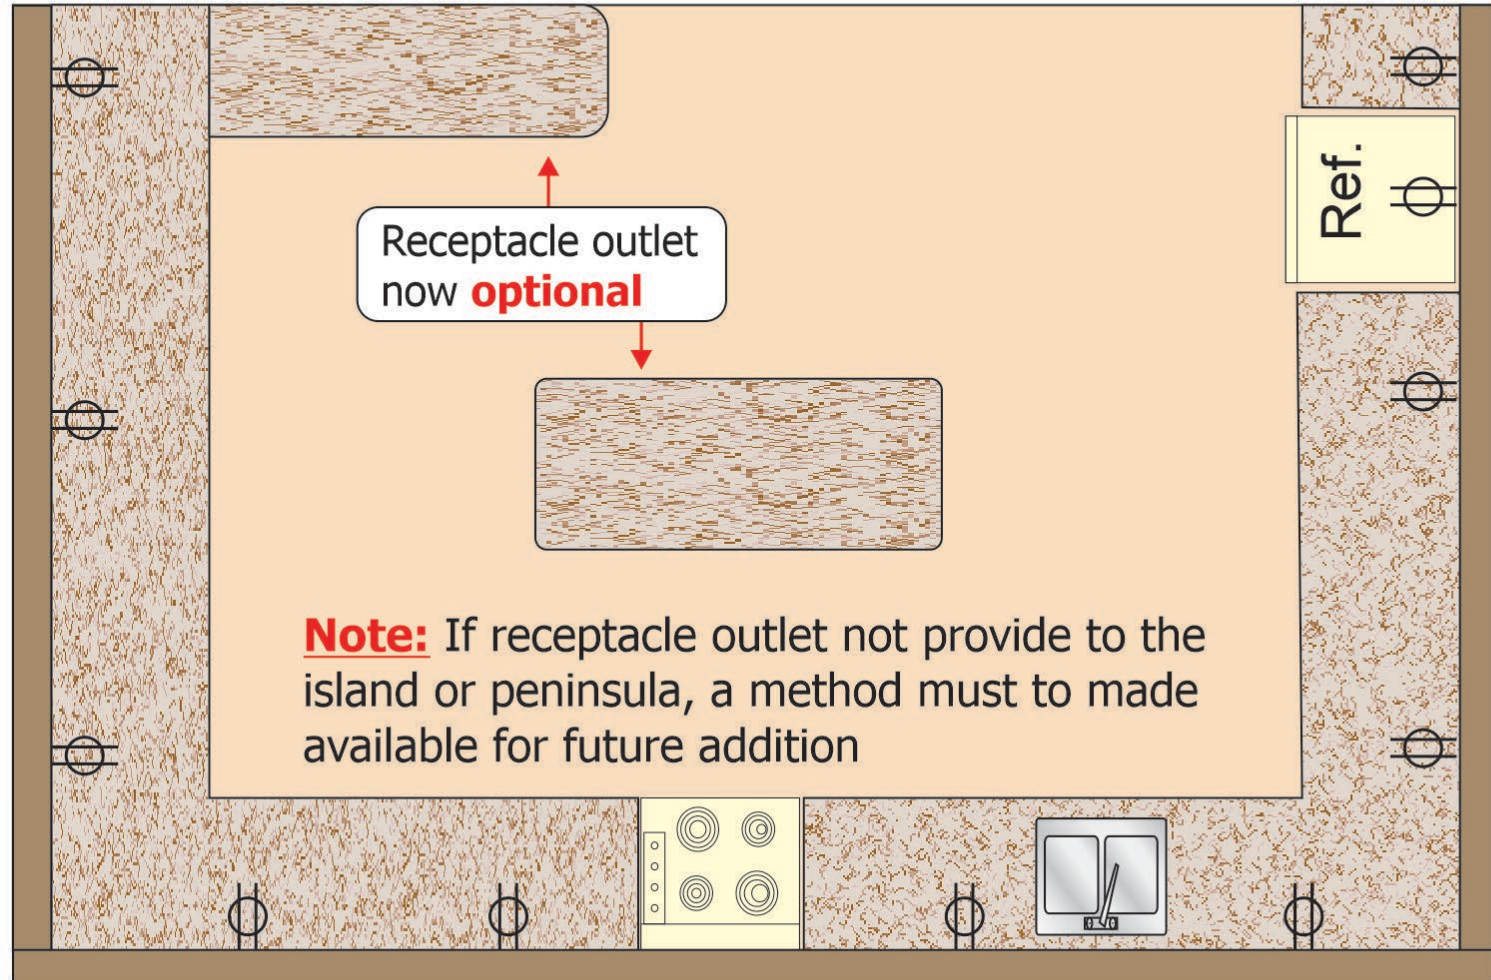 Ref.
Receptacle outlet
now optional
Note: If receptacle outlet not provide to the
island or peninsula, a method must to made
available for future addition